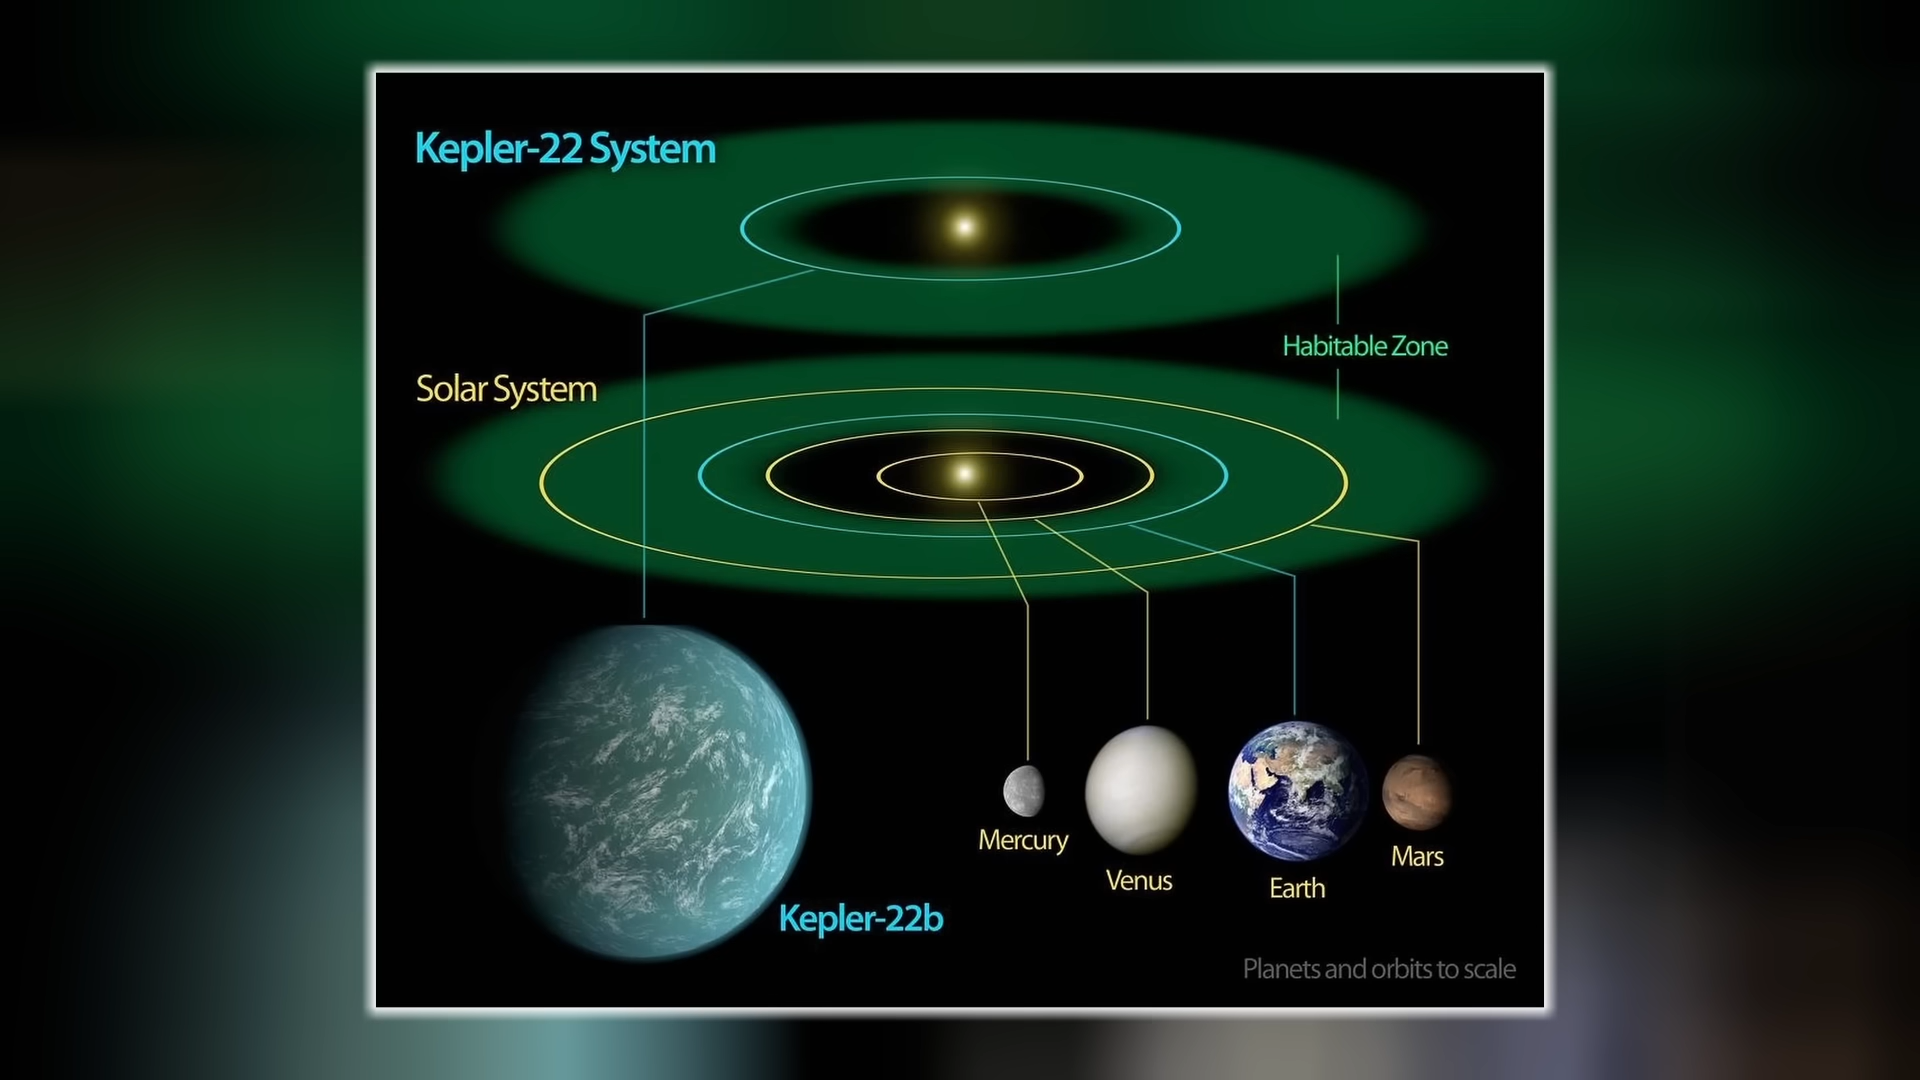 Kepler-22 System
Habitable Zone
Solar System
Mercury
Venus
Earth
Mars
Kepler-22b
Planets and orbits to scale